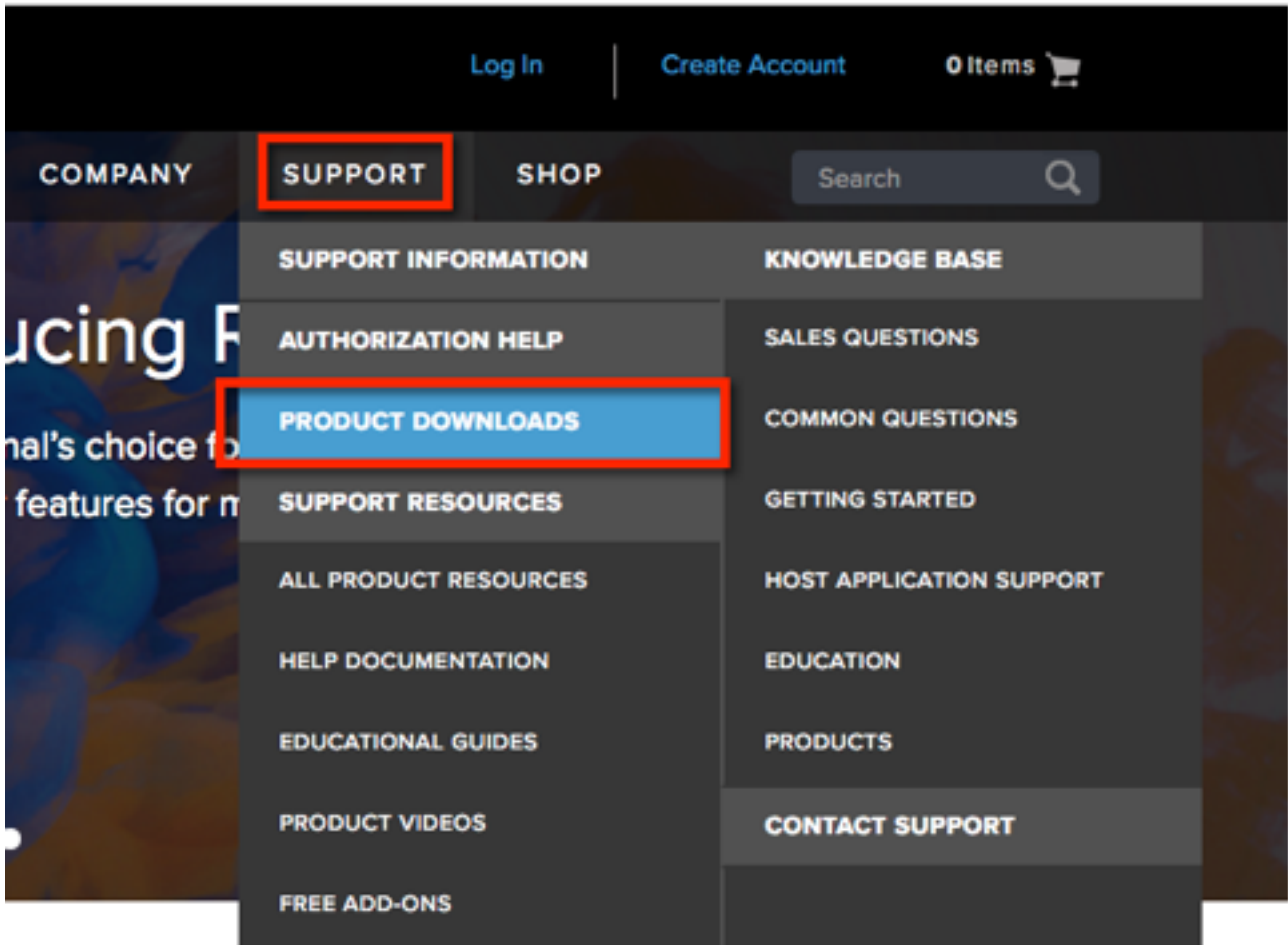 Log In
Create Account
0 Items
COMPANY
SUPPORT
SHOP
Search
SUPPORT INFORMATION
AUTHORIZATION HELP
PRODUCT DOWNLOADS
SUPPORT RESOURCES
ALL PRODUCT RESOURCES
HELP DOCUMENTATION
EDUCATIONAL GUIDES
PRODUCT VIDEOS
FREE ADD-ONS
KNOWLEDGE BASE
SALES QUESTIONS
COMMON QUESTIONS
GETTING STARTED
HOST APPLICATION SUPPORT
EDUCATION
PRODUCTS
CONTACT SUPPORT
ucing
nal's choice fo
features for m